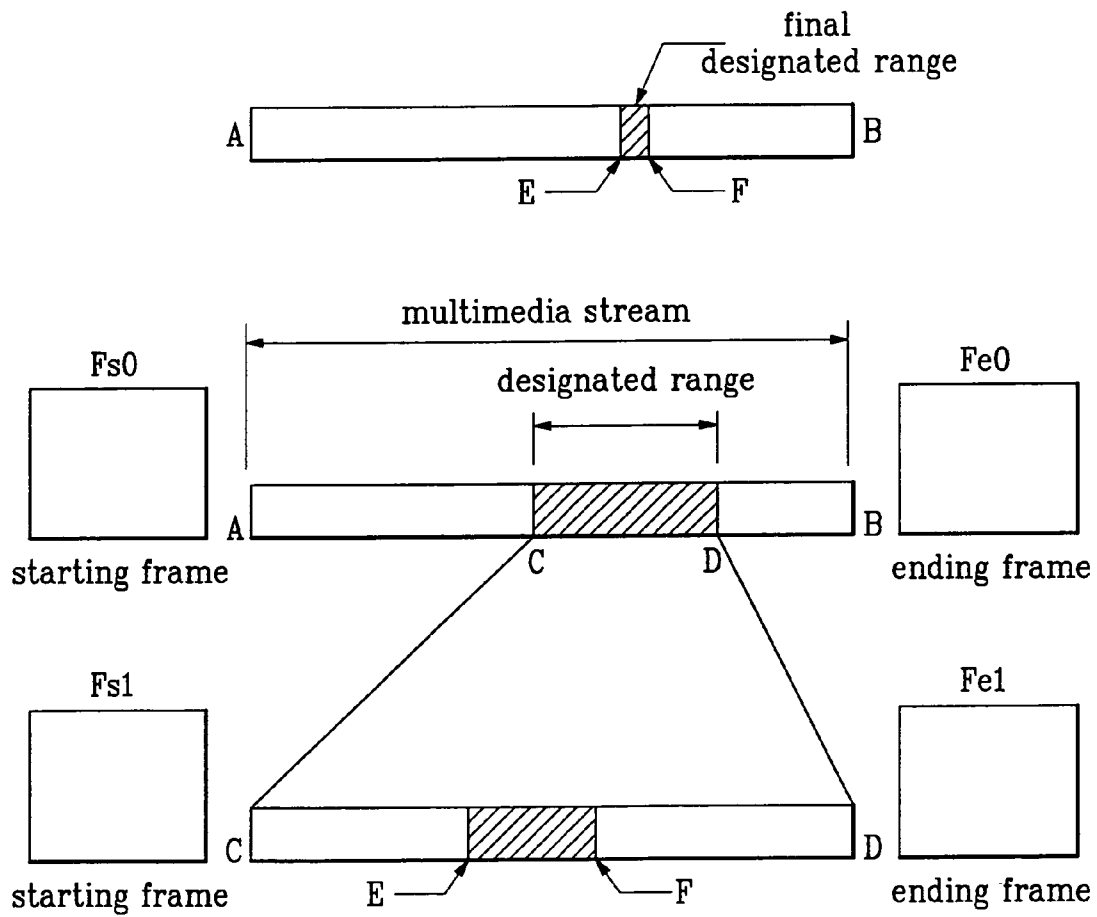 final
designated range
A
B
E
F
multimedia stream
Fs0
Fe0
designated range
A
B
C
D
starting frame
ending frame
Fs1
Fe1
C
D
E
F
starting frame
ending frame